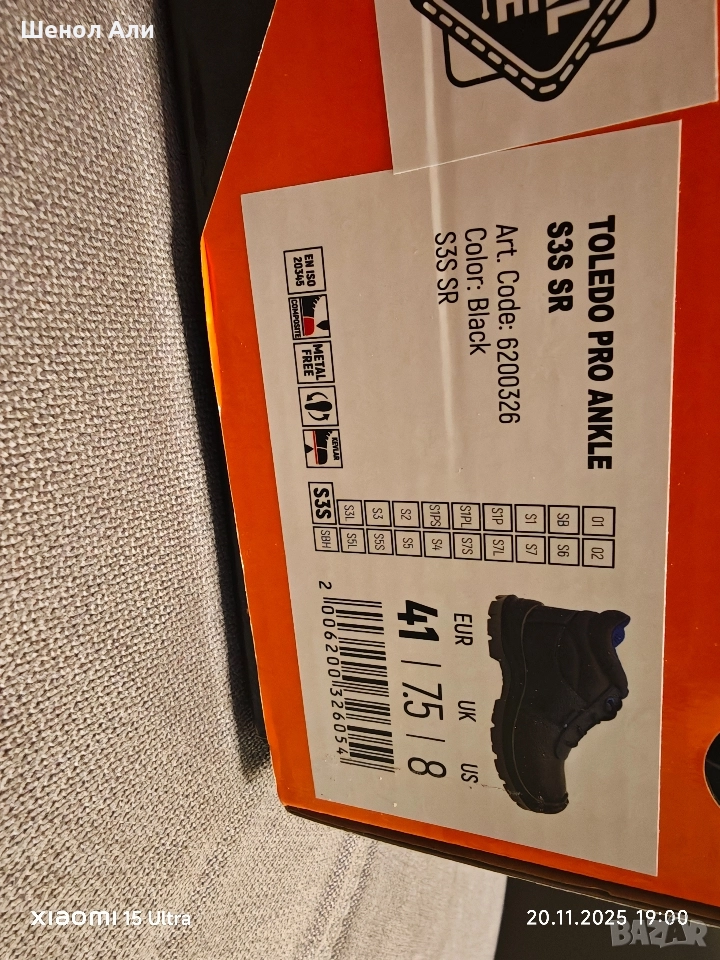 Шенол Али
AL
E
TOLEDO PRO ANKLE
S3S SR
Art. Code: 6200326
Color: Black
S3S SR
EN ISO
20345
COMPOSITE
METAL
FREE
KEVLAR
01 02
SB S6
S1 S7
S1P S7L
S1PL S7S
S1PS S4
S2 S5
S3 S5S
S3L S5L
S3S SBH
EUR UK US
41 | 7.5 | 8
2 006200 326054
XIAOMI 15 Ultra
20.11.2025 19:00
BAZAR